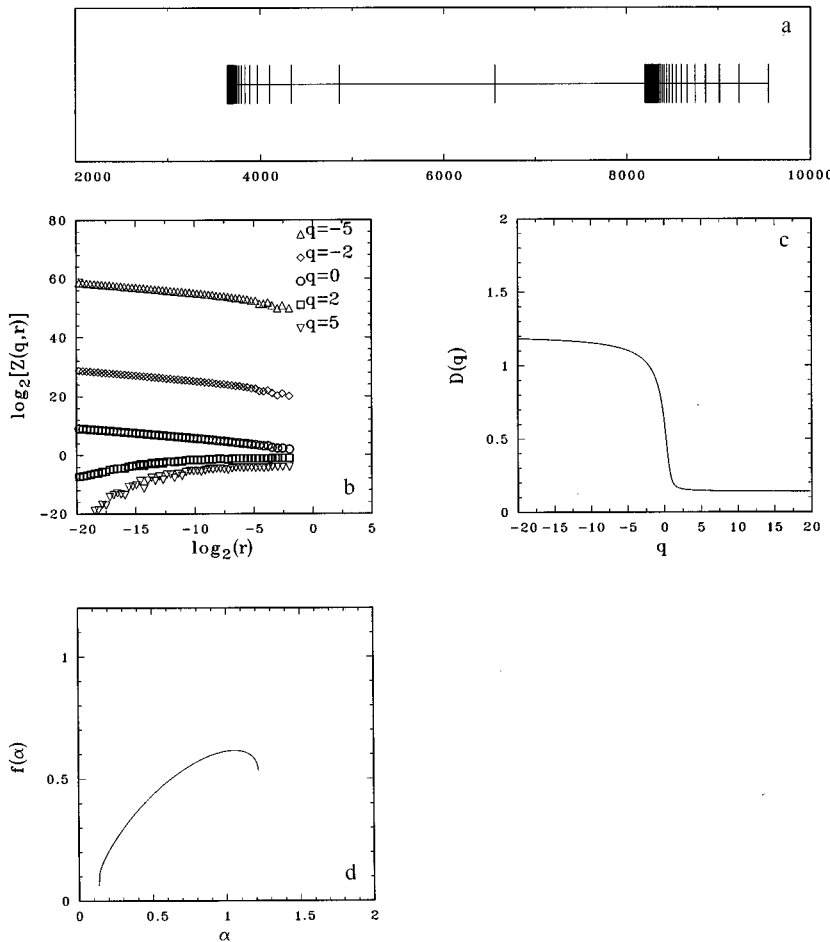 a
2000 4000 6000 8000 10000
80
60
40
20
0
−20
log₂[Z(q,r)]
△q=−5
◇q=−2
○q=0
□q=2
▽q=5
b
−20 −15 −10 −5 0 5
log₂(r)
2
1.5
1
0.5
0
D(q)
c
−20 −15 −10 −5 0 5 10 15 20
q
1
0.5
0
f(α)
d
0 0.5 1 1.5 2
α